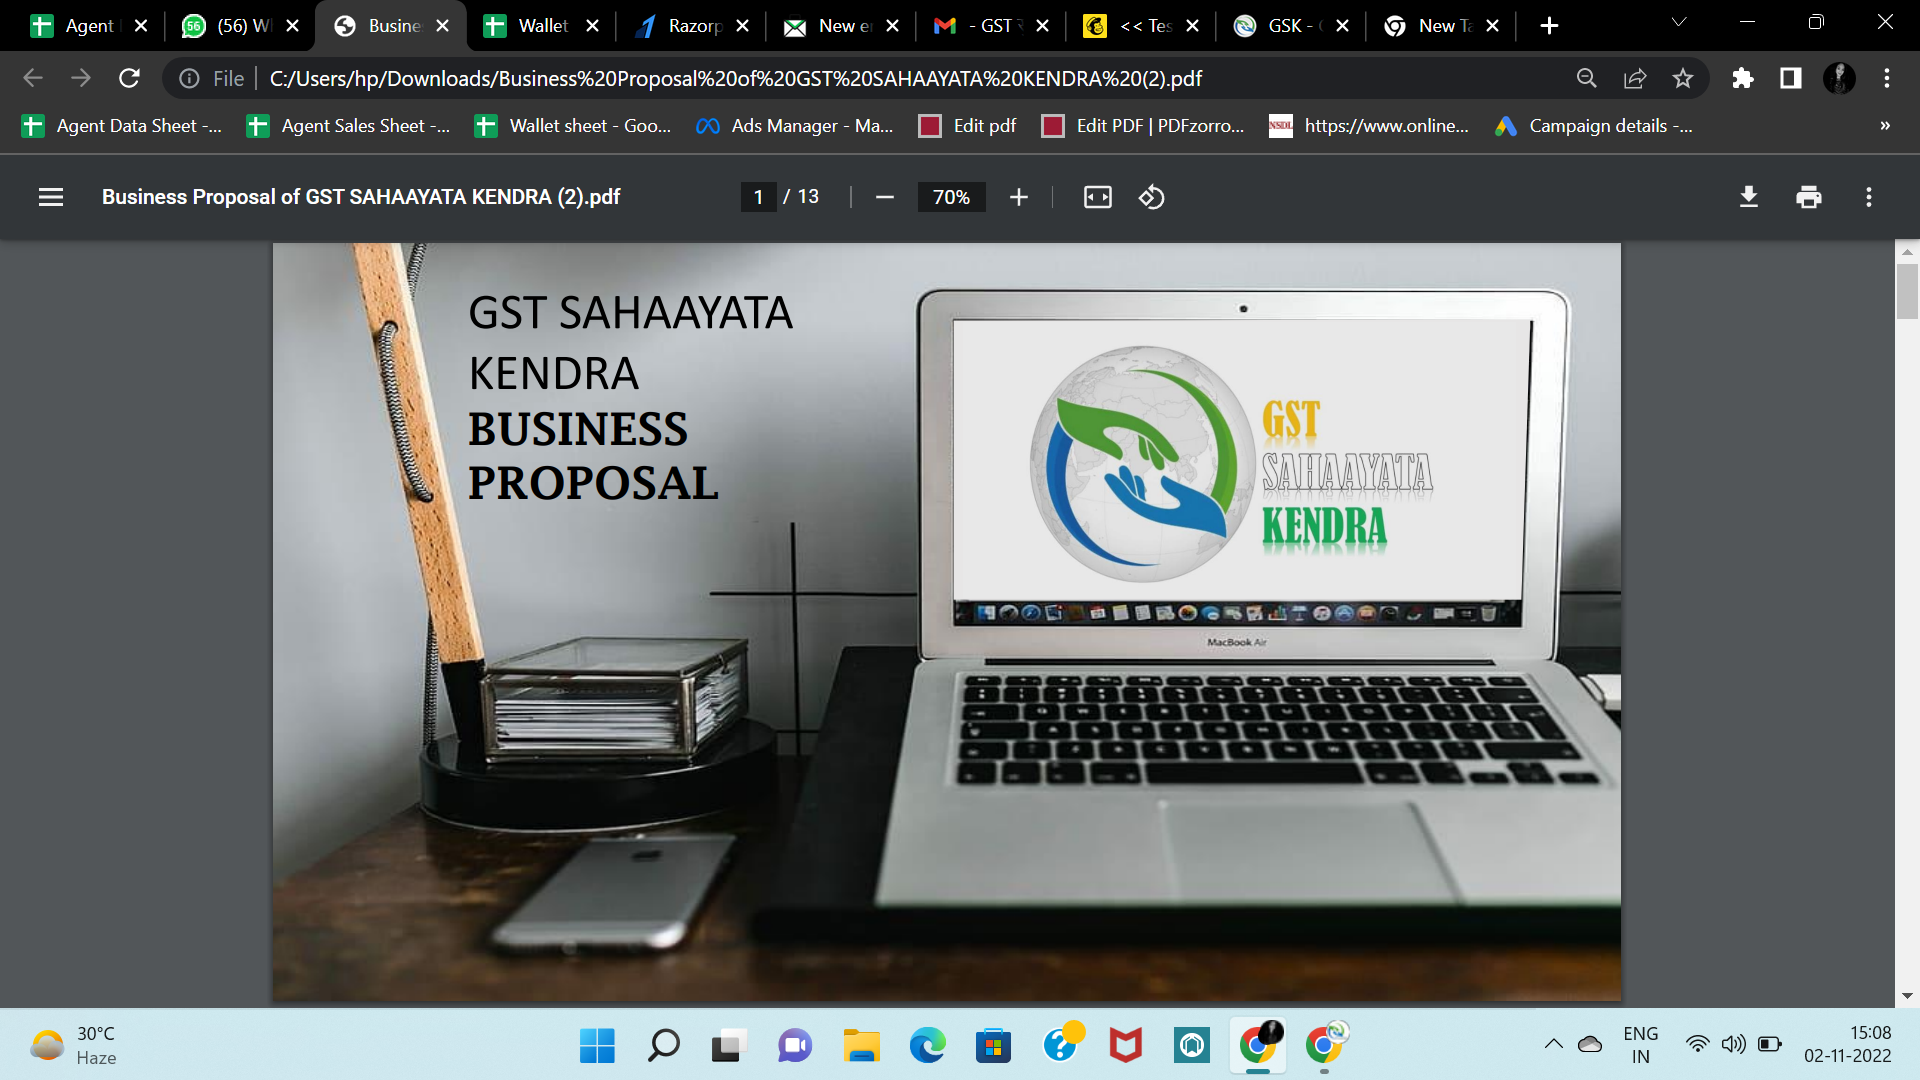 Agent
(56) W
Busine
Wallet
Razorp
New e
- GST
<< Tes
GSK -
New Ta
File
C:/Users/hp/Downloads/Business%20Proposal%20of%20GST%20SAHAAYATA%20KENDRA%20(2).pdf
Agent Data Sheet -...
Agent Sales Sheet -...
Wallet sheet - Goo...
Ads Manager - Ma...
Edit pdf
Edit PDF | PDFzorro...
NSDL
https://www.online...
Campaign details -...
»
Business Proposal of GST SAHAAYATA KENDRA (2).pdf
1 / 13
70%
GST SAHAAYATA
KENDRA
BUSINESS
PROPOSAL
GST
SAHAAYATA
KENDRA
MacBook Air
30°C
Haze
ENG
IN
15:08
02-11-2022